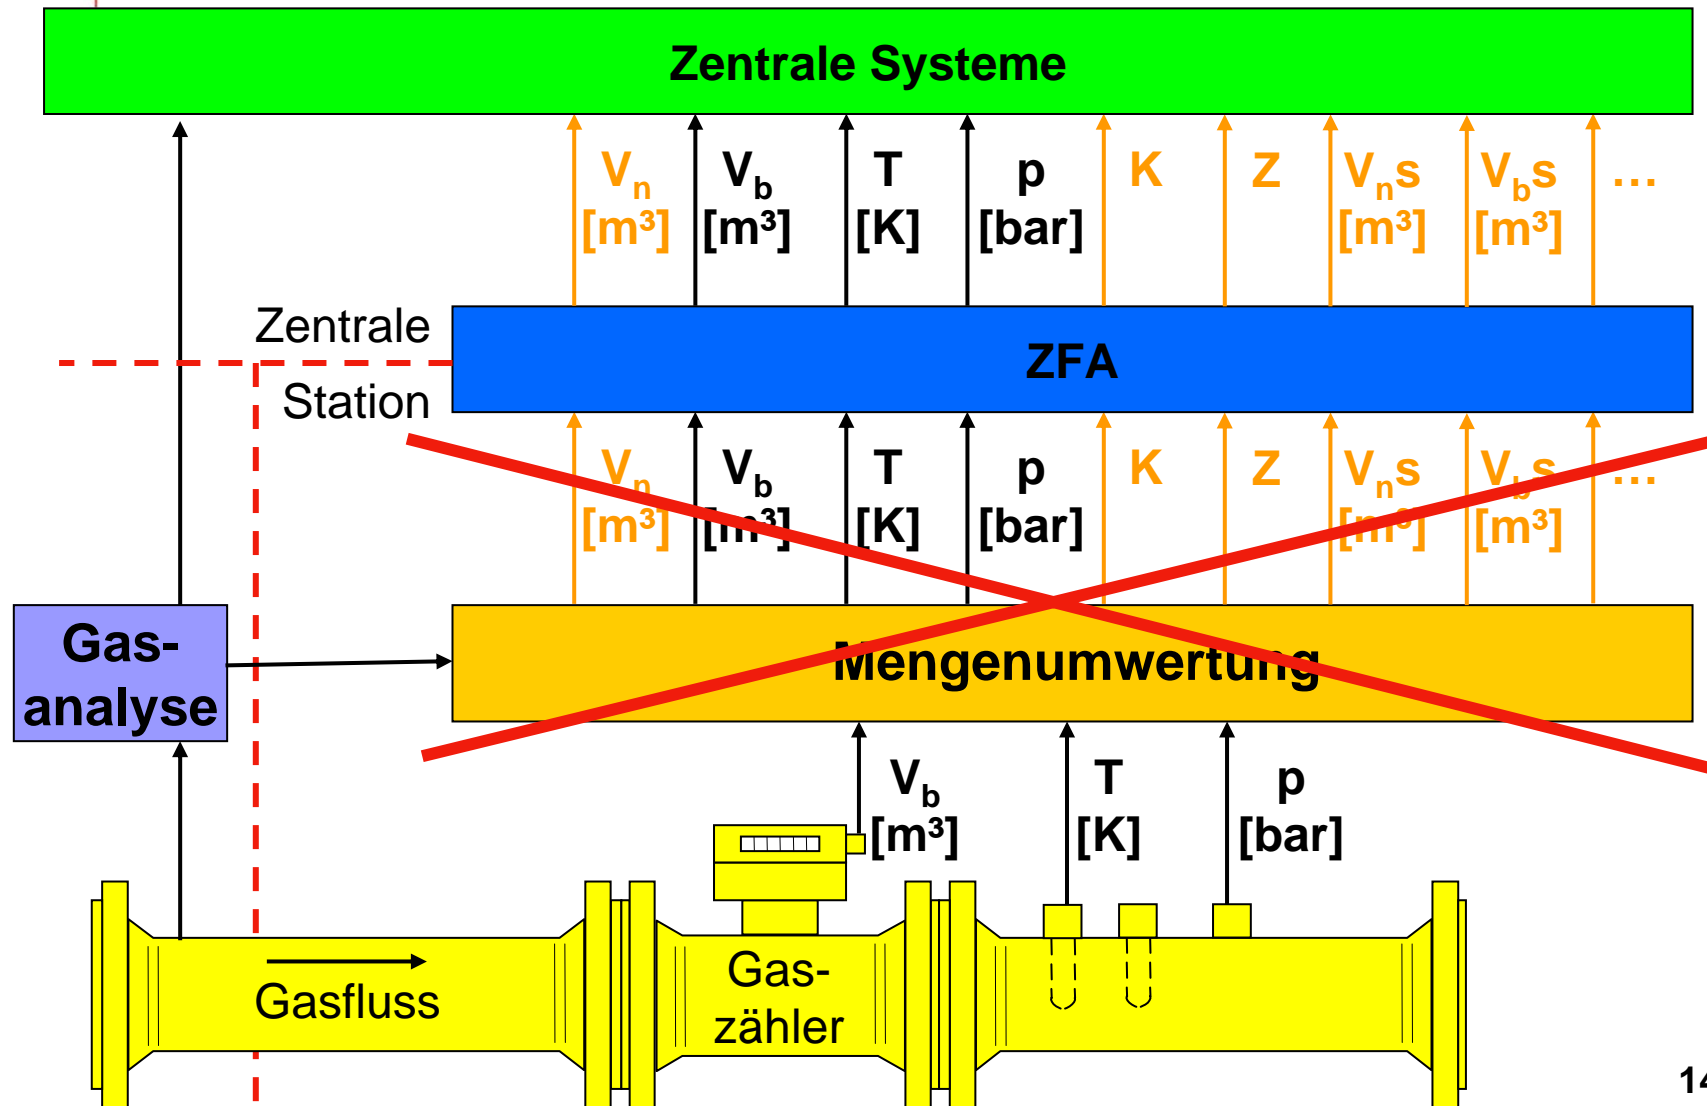 Zentrale Systeme
Vn Vb T p K Z Vns Vbs …
[m³] [m³] [K] [bar] [m³] [m³]
Zentrale
ZFA
Station
Vn Vb T p K Z Vns Vbs …
[m³] [m³] [K] [bar] [m³] [m³]
Gas-
analyse
Mengenumwertung
Vb T p
[m³] [K] [bar]
Gas-
zähler
Gasfluss
14